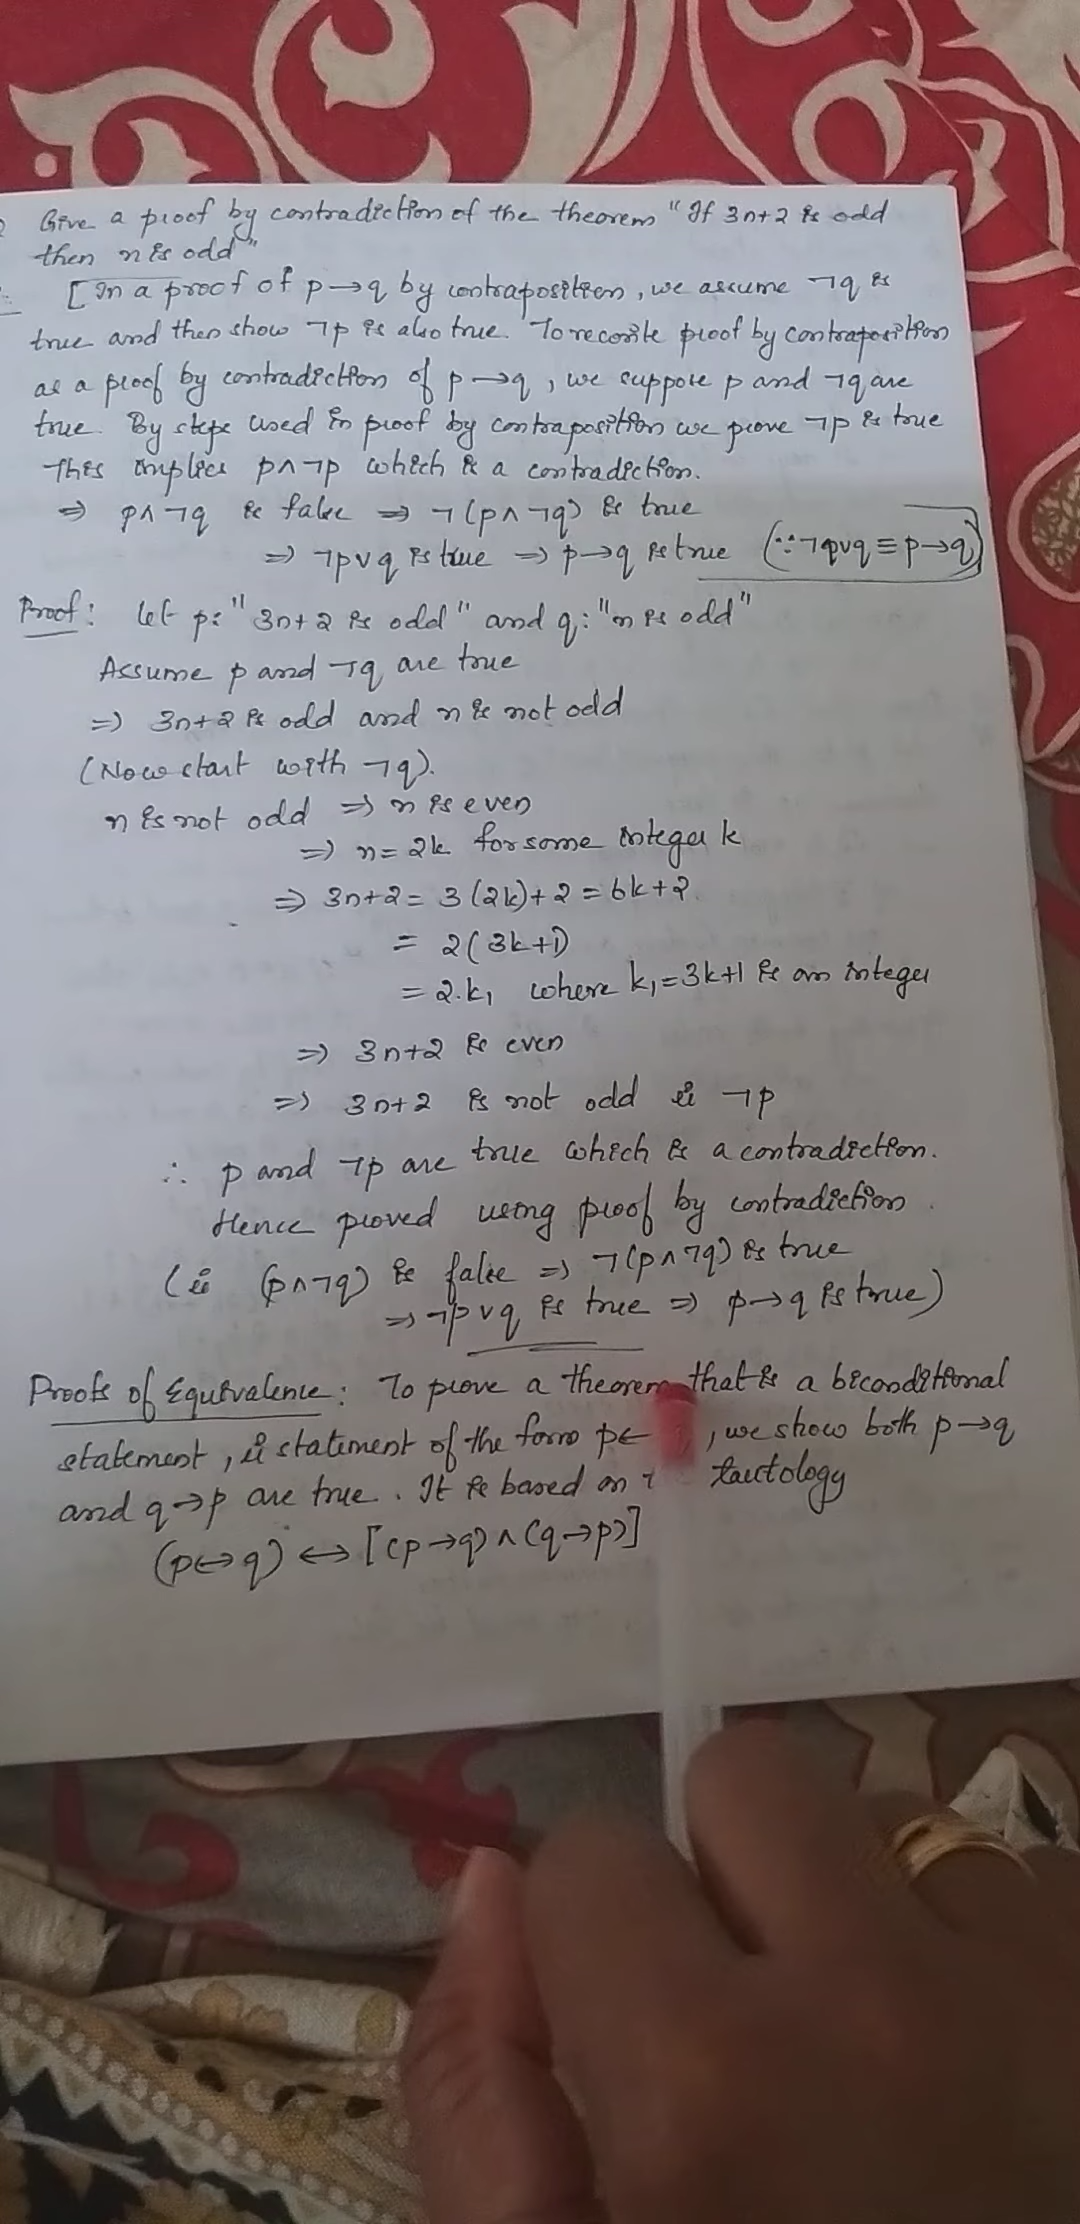 Give a proof by contradiction of the theorem "If 3n+2 is odd
then n is odd"
[In a proof of p→q by contraposition, we assume ¬q is
true and then show ¬p is also true. To rewrite proof by contraposition
as a proof by contradiction of p→q, we suppose p and ¬q are
true. By steps used in proof by contraposition we prove ¬p is true
This implies p∧¬p which is a contradiction.
⇒ p∧¬q is false ⇒ ¬(p∧¬q) is true
⇒ ¬p∨q is true ⇒ p→q is true (∵ ¬p∨q ≡ p→q)
Proof: let p: "3n+2 is odd" and q: "n is odd"
Assume p and ¬q are true
⇒ 3n+2 is odd and n is not odd
(Now start with ¬q).
n is not odd ⇒ n is even
⇒ n = 2k for some integer k
⇒ 3n+2 = 3(2k)+2 = 6k+2
= 2(3k+1)
= 2.k₁ where k₁=3k+1 is an integer
⇒ 3n+2 is even
⇒ 3n+2 is not odd ie ¬p
∴ p and ¬p are true which is a contradiction.
Hence proved using proof by contradiction.
(ie (p∧¬q) is false ⇒ ¬(p∧¬q) is true
⇒ ¬p∨q is true ⇒ p→q is true)
Proofs of Equivalence: To prove a theorem that is a biconditional
statement, ie statement of the form p↔ , we show both p→q
and q→p are true. It is based on tautology
(p↔q) ↔ [(p→q)∧(q→p)]